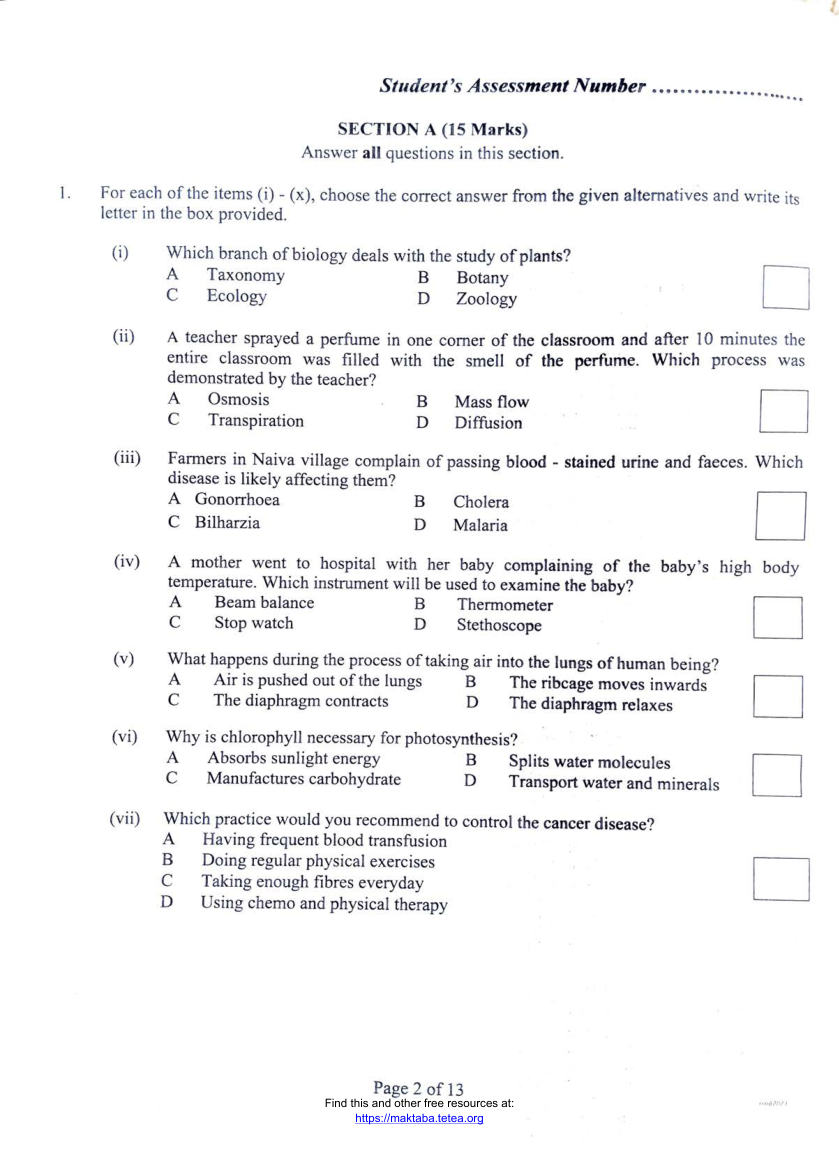 Student's Assessment Number ........................
SECTION A (15 Marks)
Answer all questions in this section.
1. For each of the items (i) - (x), choose the correct answer from the given alternatives and write its
letter in the box provided.
(i) Which branch of biology deals with the study of plants?
A Taxonomy B Botany
C Ecology D Zoology
(ii) A teacher sprayed a perfume in one corner of the classroom and after 10 minutes the
entire classroom was filled with the smell of the perfume. Which process was
demonstrated by the teacher?
A Osmosis B Mass flow
C Transpiration D Diffusion
(iii) Farmers in Naiva village complain of passing blood - stained urine and faeces. Which
disease is likely affecting them?
A Gonorrhoea B Cholera
C Bilharzia D Malaria
(iv) A mother went to hospital with her baby complaining of the baby's high body
temperature. Which instrument will be used to examine the baby?
A Beam balance B Thermometer
C Stop watch D Stethoscope
(v) What happens during the process of taking air into the lungs of human being?
A Air is pushed out of the lungs B The ribcage moves inwards
C The diaphragm contracts D The diaphragm relaxes
(vi) Why is chlorophyll necessary for photosynthesis?
A Absorbs sunlight energy B Splits water molecules
C Manufactures carbohydrate D Transport water and minerals
(vii) Which practice would you recommend to control the cancer disease?
A Having frequent blood transfusion
B Doing regular physical exercises
C Taking enough fibres everyday
D Using chemo and physical therapy
Page 2 of 13
Find this and other free resources at:
https://maktaba.tetea.org